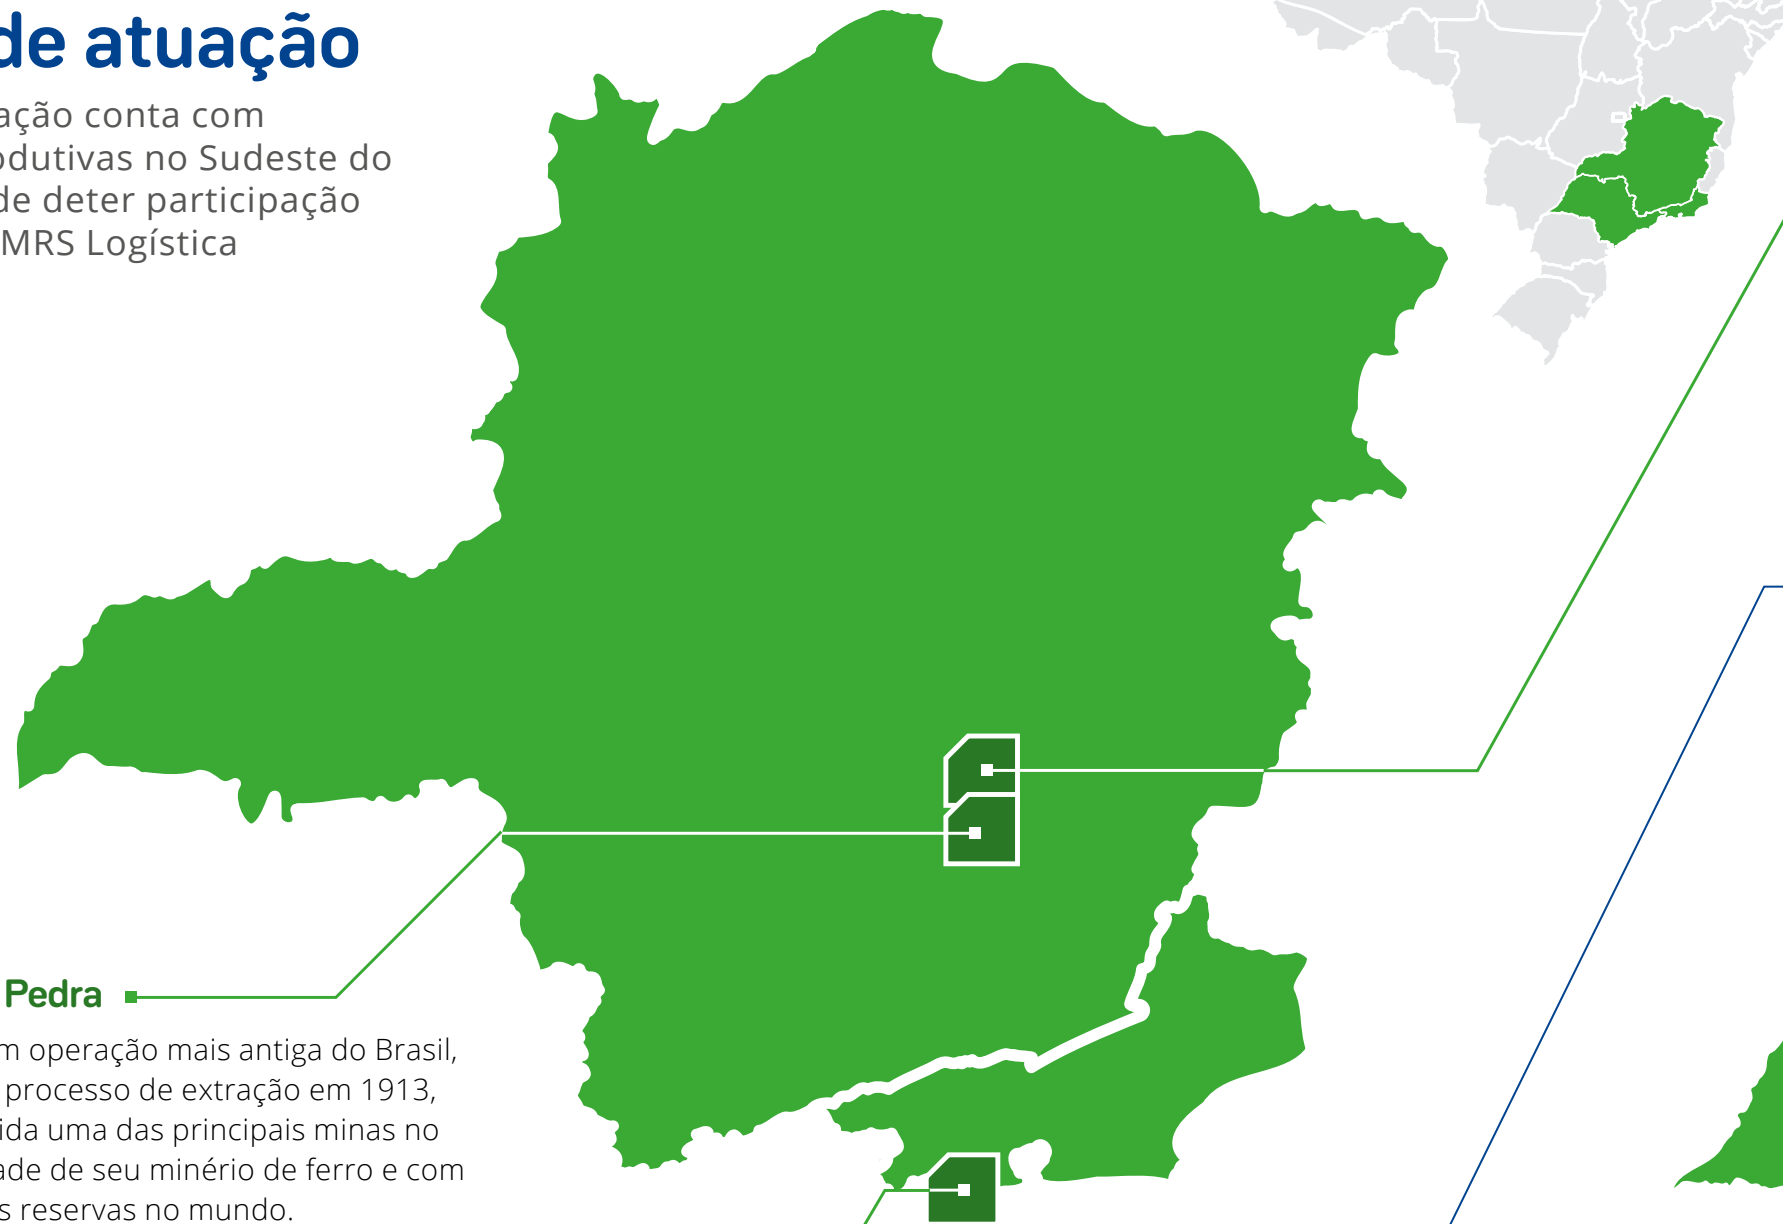 de atuação
ação conta com
odutivas no Sudeste do
de deter participação
MRS Logística
Pedra
m operação mais antiga do Brasil,
processo de extração em 1913,
ida uma das principais minas no
ade de seu minério de ferro e com
s reservas no mundo.